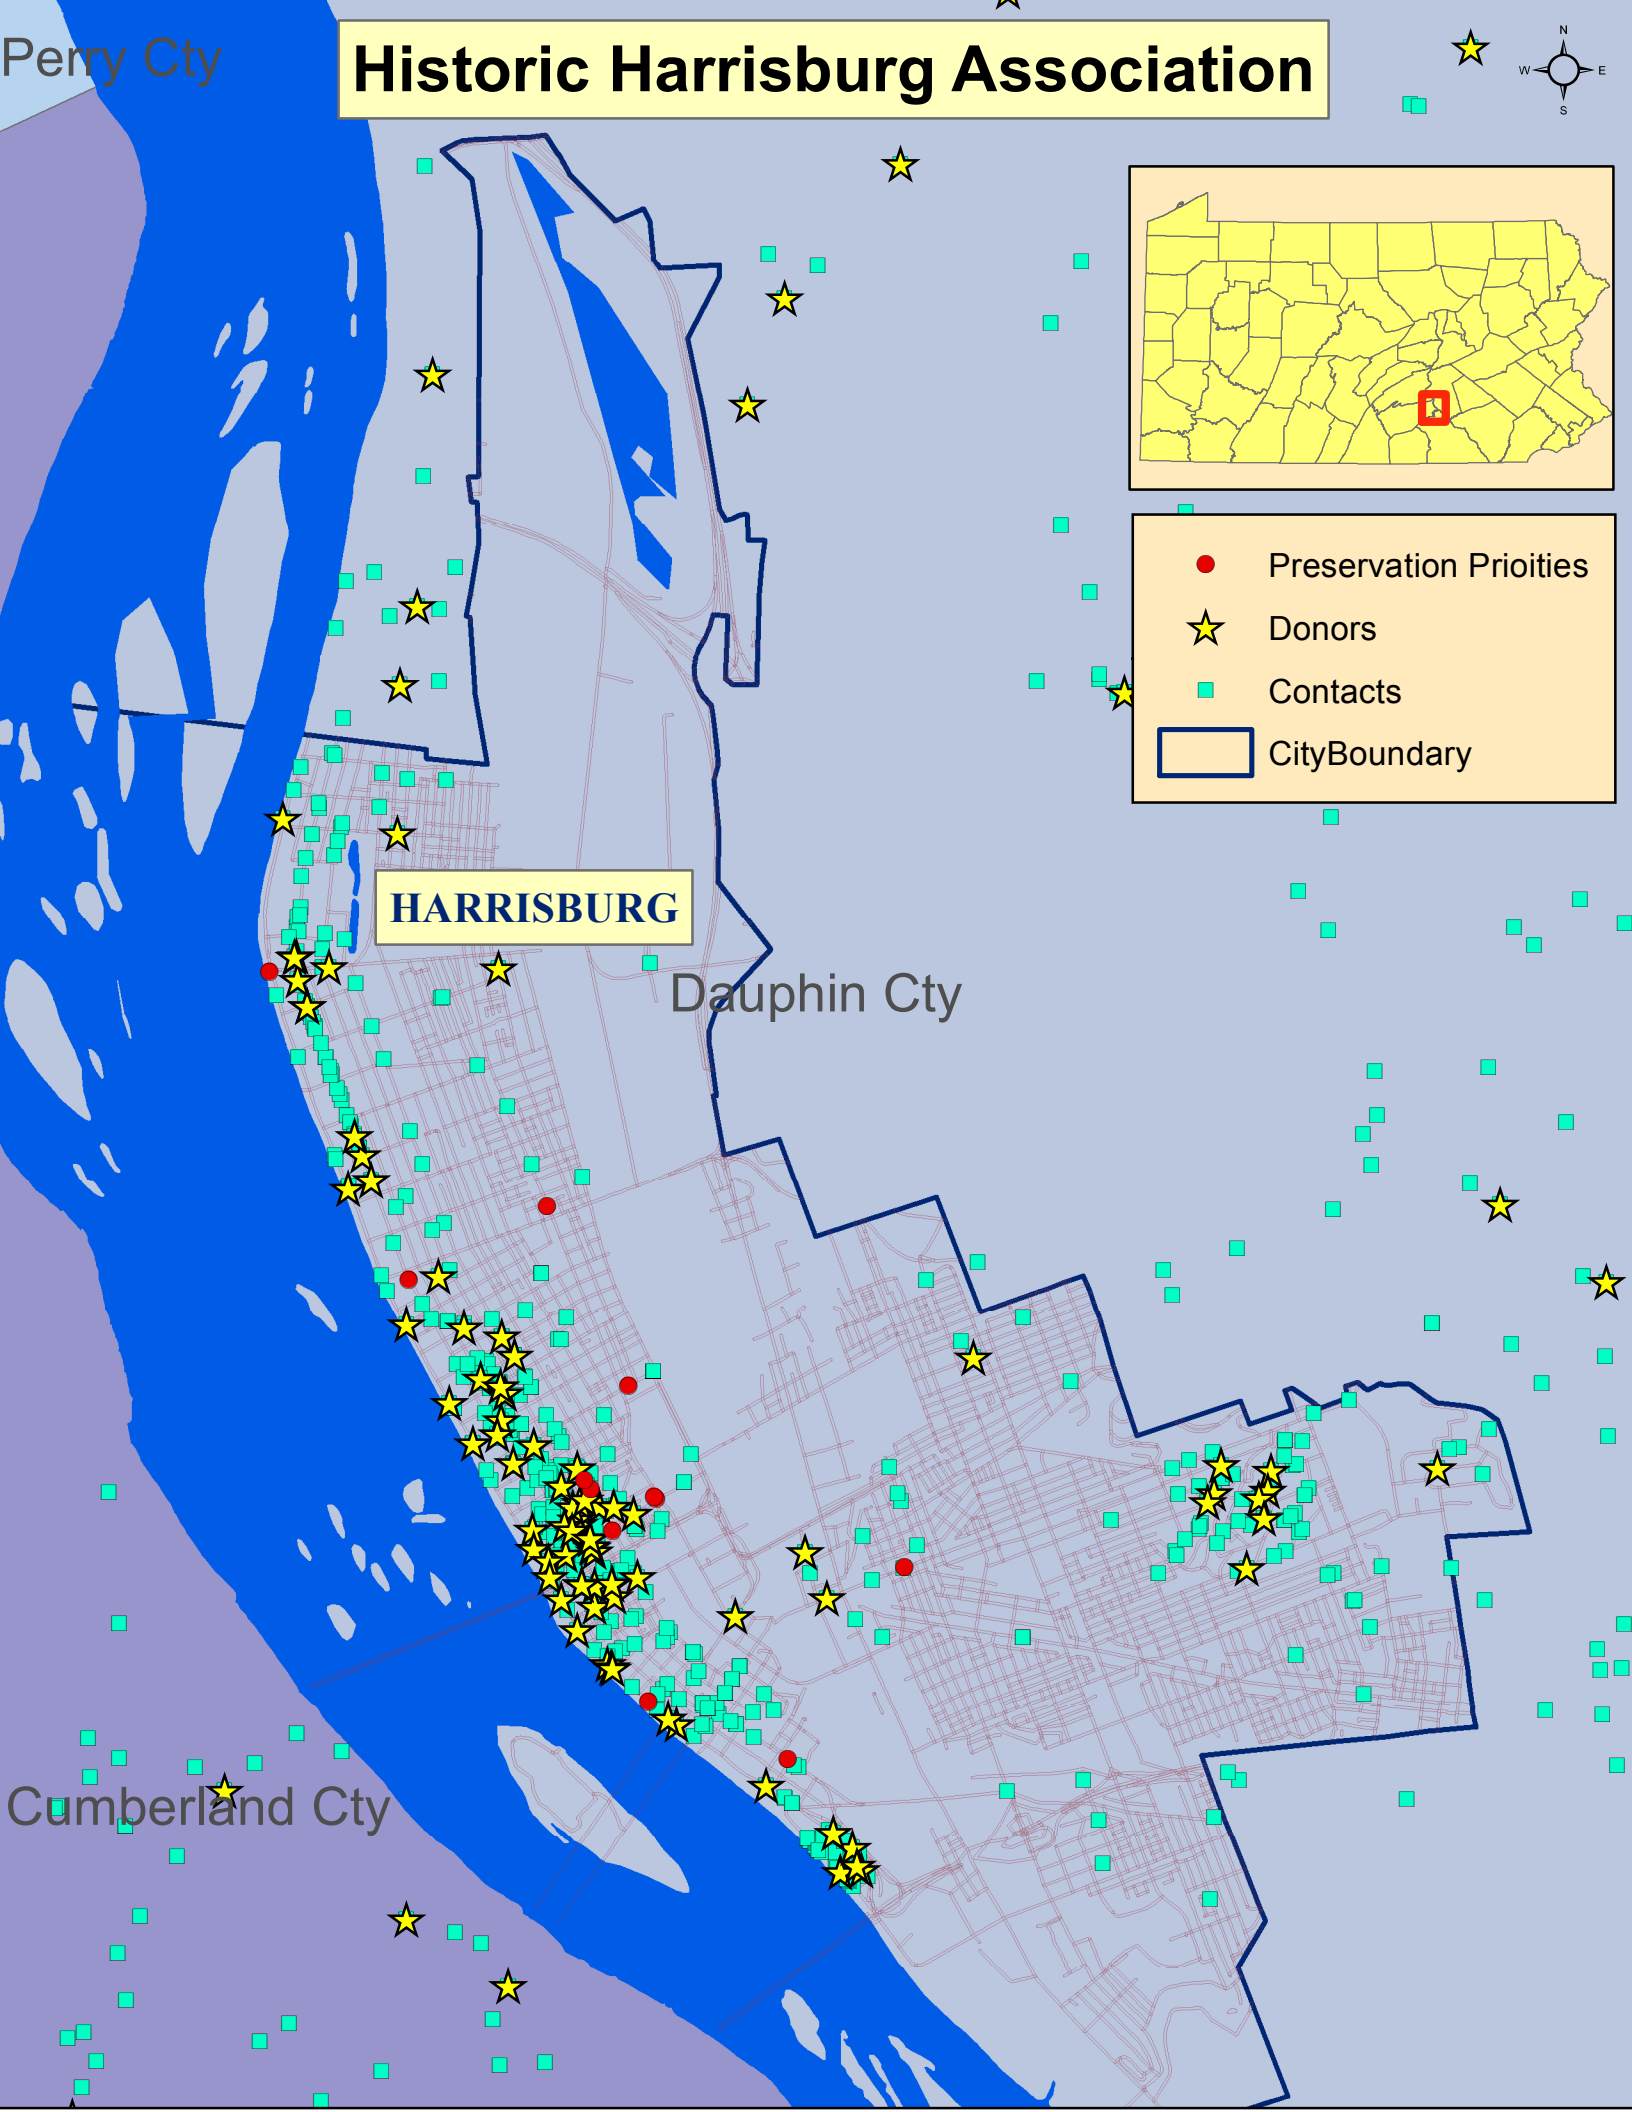 Perry Cty
Historic Harrisburg Association
N
W
E
S
Preservation Prioities
Donors
Contacts
CityBoundary
HARRISBURG
Dauphin Cty
Cumberland Cty